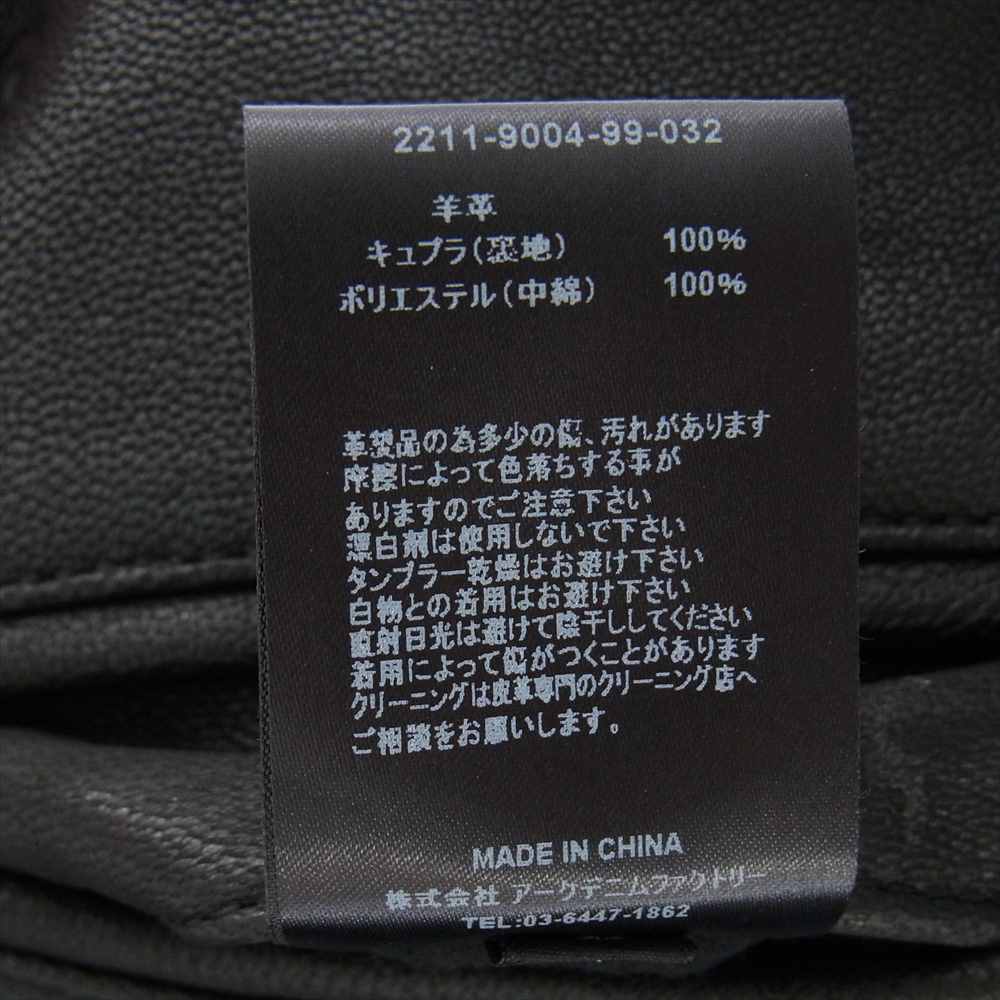 2211-9004-99-032
羊革
キュプラ(裏地) 100%
ポリエステル(中綿) 100%
革製品の為多少の傷、汚れがあります
摩擦によって色落ちする事が
ありますのでご注意下さい
漂白剤は使用しないで下さい
タンブラー乾燥はお避け下さい
白物との着用はお避け下さい
直射日光は避けて陰干ししてください
着用によって傷がつくことがあります
クリーニングは皮革専門のクリーニング店へ
ご相談をお願いします。
MADE IN CHINA
株式会社 アークデニムファクトリー
TEL:03-6447-1862